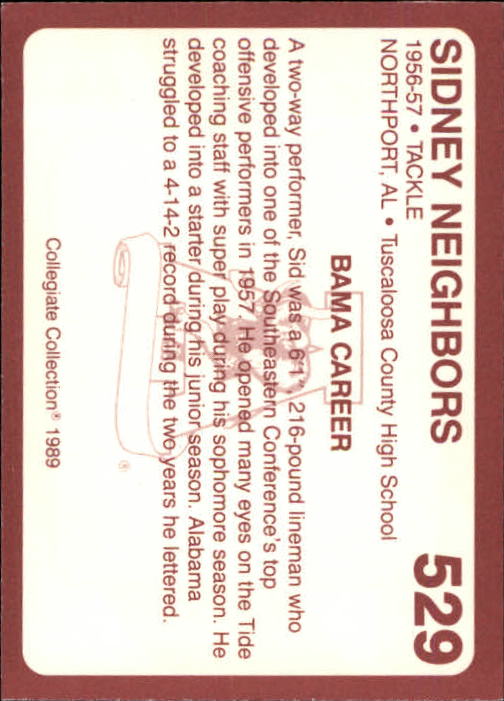 SIDNEY NEIGHBORS 529
1956-57 • TACKLE
NORTHPORT, AL • Tuscaloosa County High School
BAMA CAREER
A two-way performer, Sid was a 6'1", 216-pound lineman who
developed into one of the Southeastern Conference's top
offensive performers in 1957. He opened many eyes on the Tide
coaching staff with super play during his sophomore season. He
developed into a starter during his junior season. Alabama
struggled to a 4-14-2 record during the two years he lettered.
Collegiate Collection® 1989
®